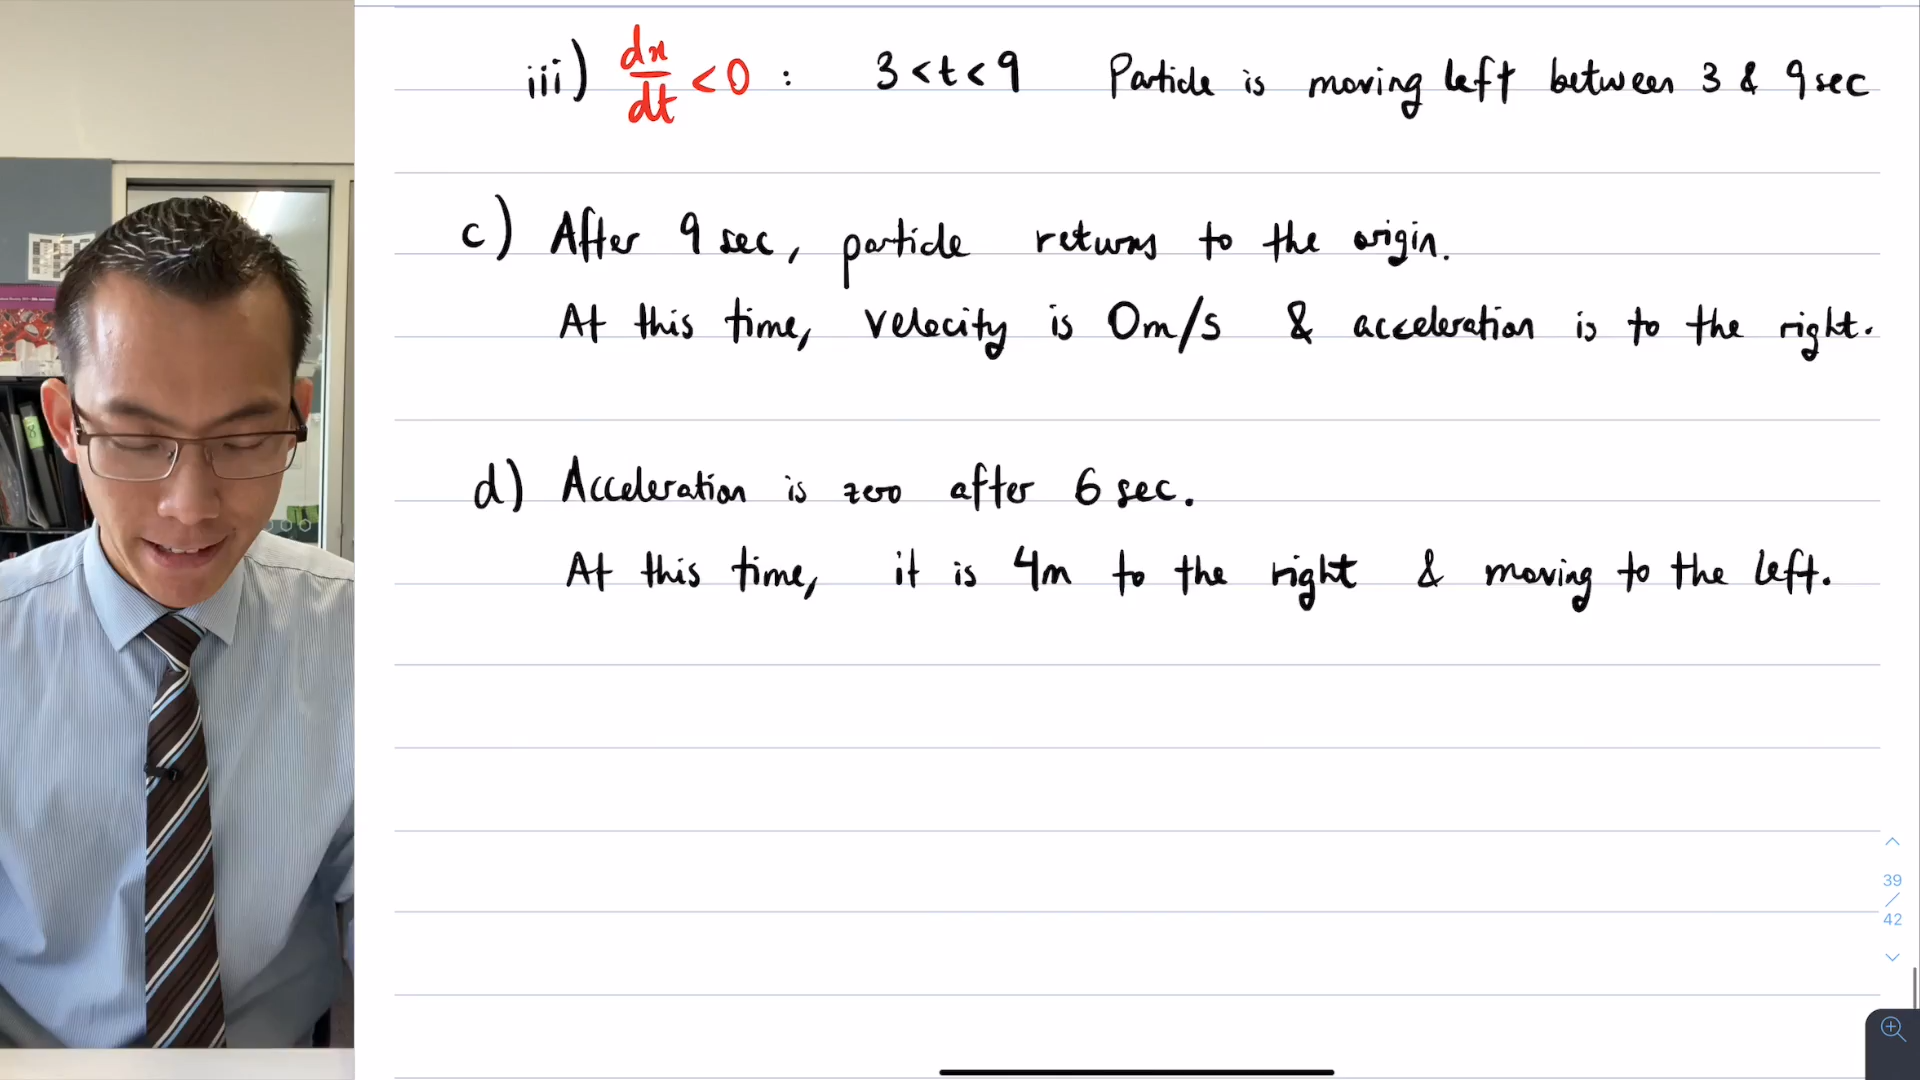 iii) dx/dt < 0 : 3 < t < 9 Particle is moving left between 3 & 9 sec
c) After 9 sec, particle returns to the origin.
At this time, velocity is 0m/s & acceleration is to the right.
d) Acceleration is zero after 6 sec.
At this time, it is 4m to the right & moving to the left.
39
/
42